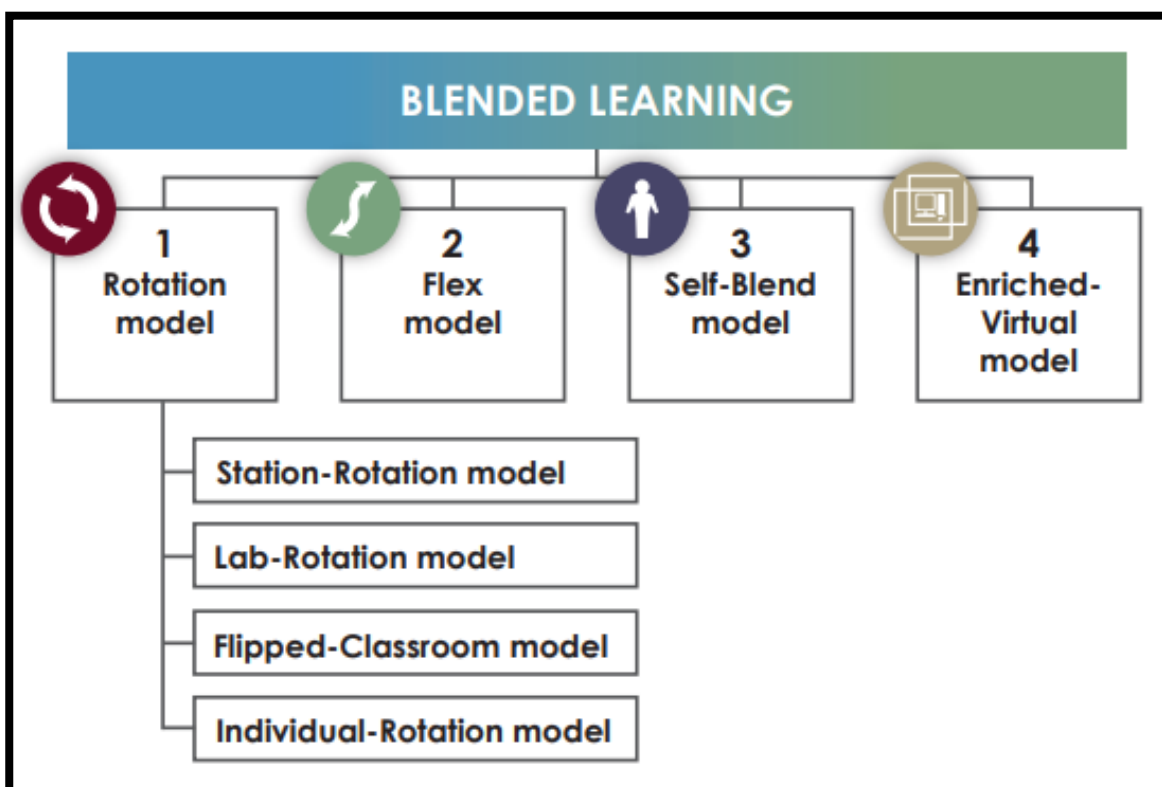 BLENDED LEARNING
1
Rotation
model
2
Flex
model
3
Self-Blend
model
4
Enriched-
Virtual
model
Station-Rotation model
Lab-Rotation model
Flipped-Classroom model
Individual-Rotation model